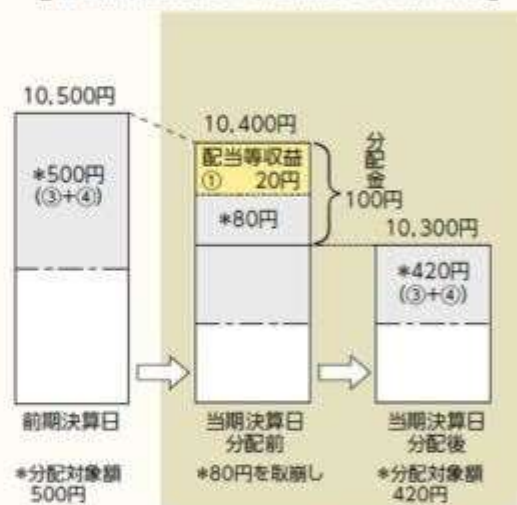 10,500円
*500円
(③+④)
前期決算日
*分配対象額
500円
10,400円
配当等収益
① 20円
*80円
分配金
100円
当期決算日
分配前
*80円を取崩し
10,300円
*420円
(③+④)
当期決算日
分配後
*分配対象額
420円